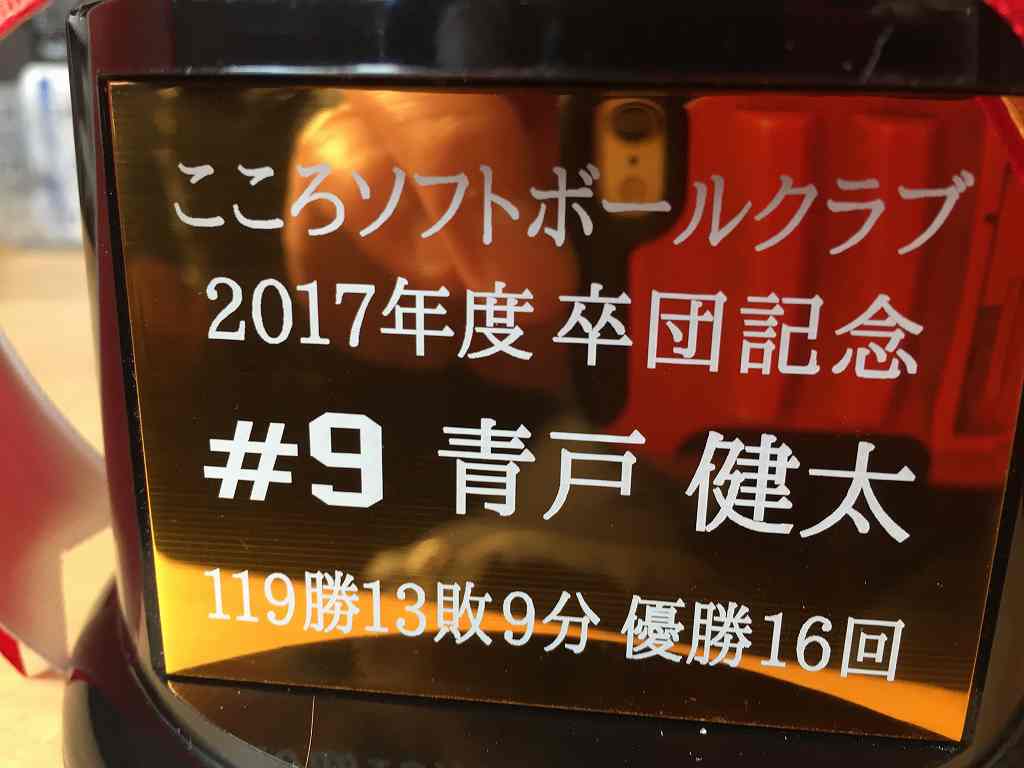 こころソフトボールクラブ
2017年度 卒団記念
#9 青戸 健太
119勝13敗9分 優勝16回